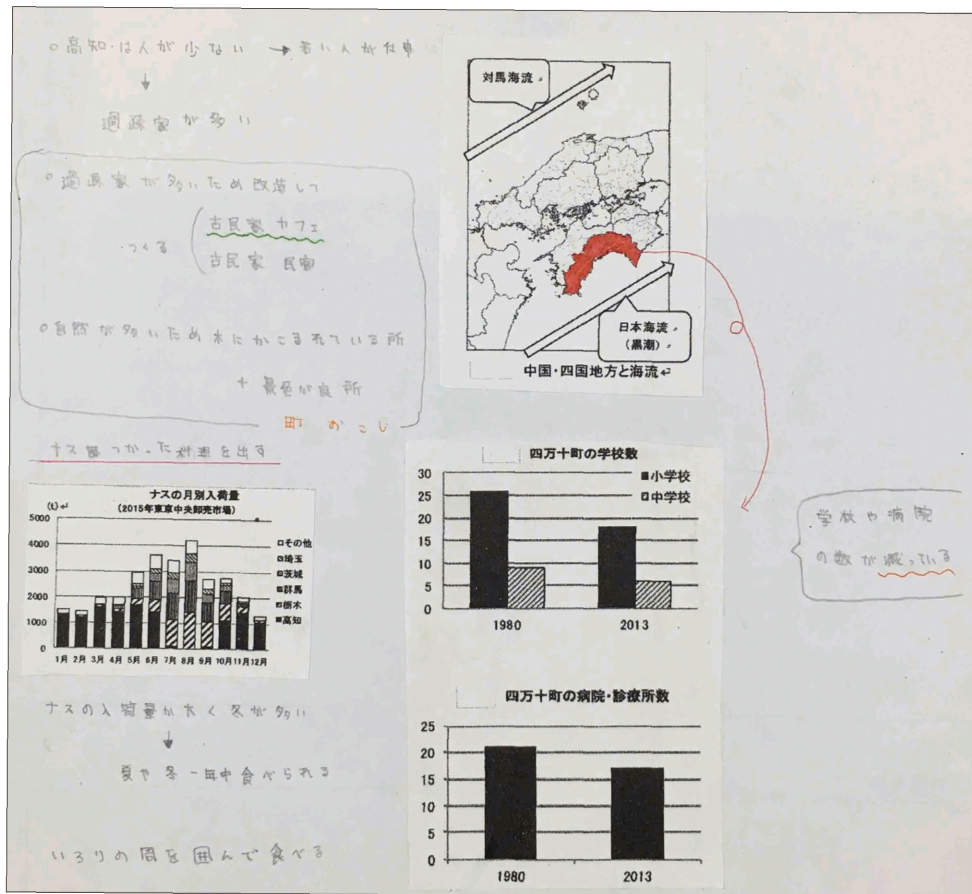 ○高知は人が少ない → 若い人が仕事
↓
過疎家が多い
○過疎家が多いため改造して
・つくる
古民家カフェ
古民家 民宿
○自然が多いため木にかこまれている所
+ 景色が良所
町おこし
ナスをつかった料理を出す
ナスの月別入荷量
(2015年東京中央卸売市場)
(t)↵
5000
4000
3000
2000
1000
0
1月 2月 3月 4月 5月 6月 7月 8月 9月 10月 11月 12月
その他
埼玉
茨城
群馬
栃木
高知
ナスの入荷量が大く冬が多い
↓
夏や冬一年中食べられる
いろりの周を囲んで食べる
対馬海流
日本海流
(黒潮)
中国・四国地方と海流↵
四万十町の学校数
小学校
中学校
30
25
20
15
10
5
0
1980 2013
学校や病院
の数が減っている
四万十町の病院・診療所数
25
20
15
10
5
0
1980 2013